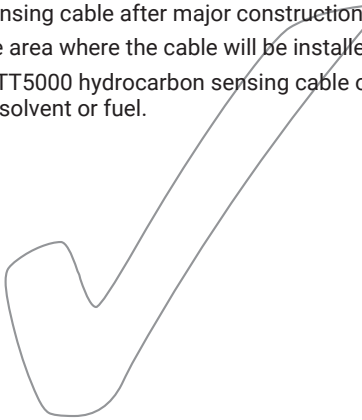 nsing cable after major construction
e area where the cable will be installe
TT5000 hydrocarbon sensing cable
solvent or fuel.